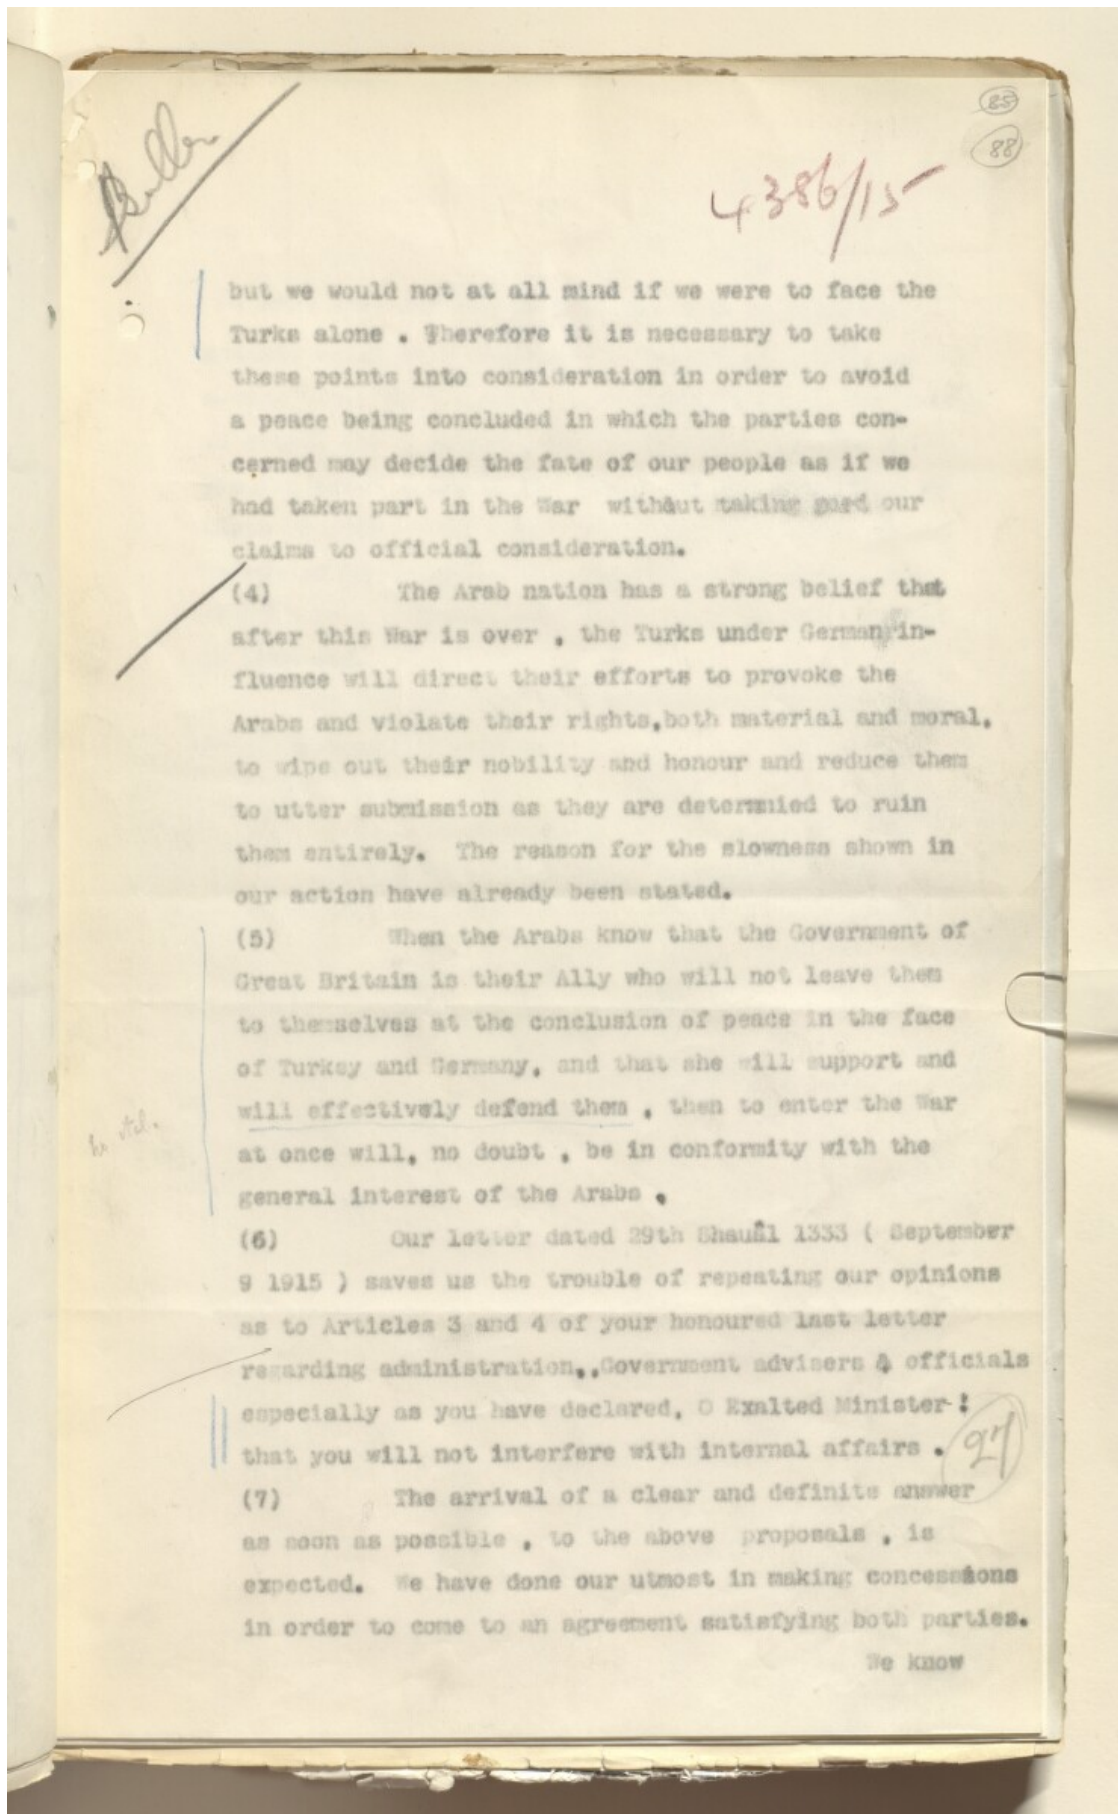 85
88
4386/15
but we would not at all mind if we were to face the
Turks alone . Therefore it is necessary to take
these points into consideration in order to avoid
a peace being concluded in which the parties con-
cerned may decide the fate of our people as if we
had taken part in the War without taking our
claims to official consideration.
(4) The Arab nation has a strong belief that
after this War is over , the Turks under German in-
fluence will direct their efforts to provoke the
Arabs and violate their rights,both material and moral,
to wipe out their nobility and honour and reduce them
to utter submission as they are determnied to ruin
them entirely. The reason for the slowness shown in
our action have already been stated.
(5) When the Arabs know that the Government of
Great Britain is their Ally who will not leave them
to themselves at the conclusion of peace in the face
of Turkey and Germany, and that she will support and
will effectively defend them , then to enter the War
at once will, no doubt , be in conformity with the
general interest of the Arabs .
(6) Our letter dated 29th Shauâl 1333 ( September
9 1915 ) saves us the trouble of repeating our opinions
as to Articles 3 and 4 of your honoured last letter
regarding administration,.Government advisers & officials
especially as you have declared, O Exalted Minister !
that you will not interfere with internal affairs .
27
(7) The arrival of a clear and definite answer
as soon as possible , to the above proposals , is
expected. We have done our utmost in making concessions
in order to come to an agreement satisfying both parties.
We know